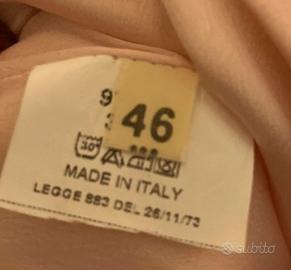 46
30°
MADE IN ITALY
LEGGE 883 DEL 26/11/73
subito